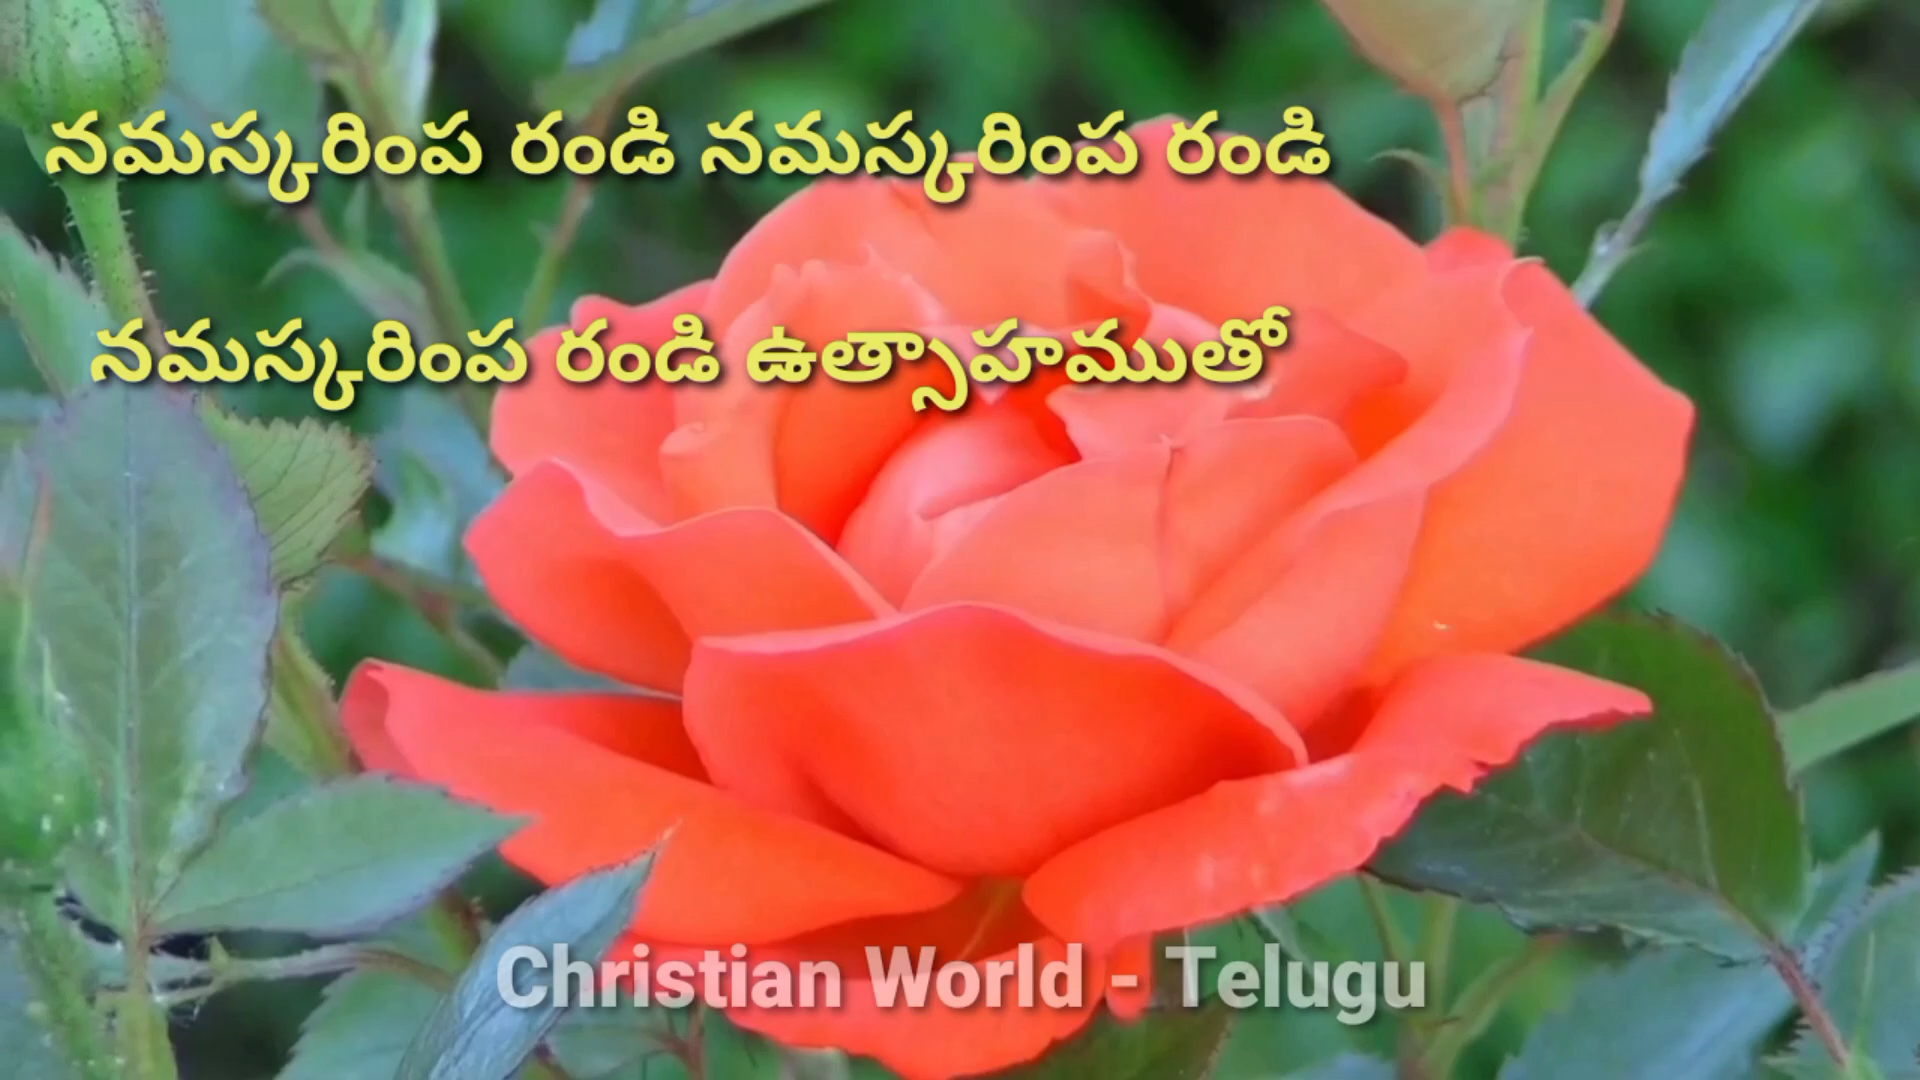 నమస్కరింప రండి నమస్కరింప రండి
నమస్కరింప రండి ఉత్సాహముతో
Christian World - Telugu